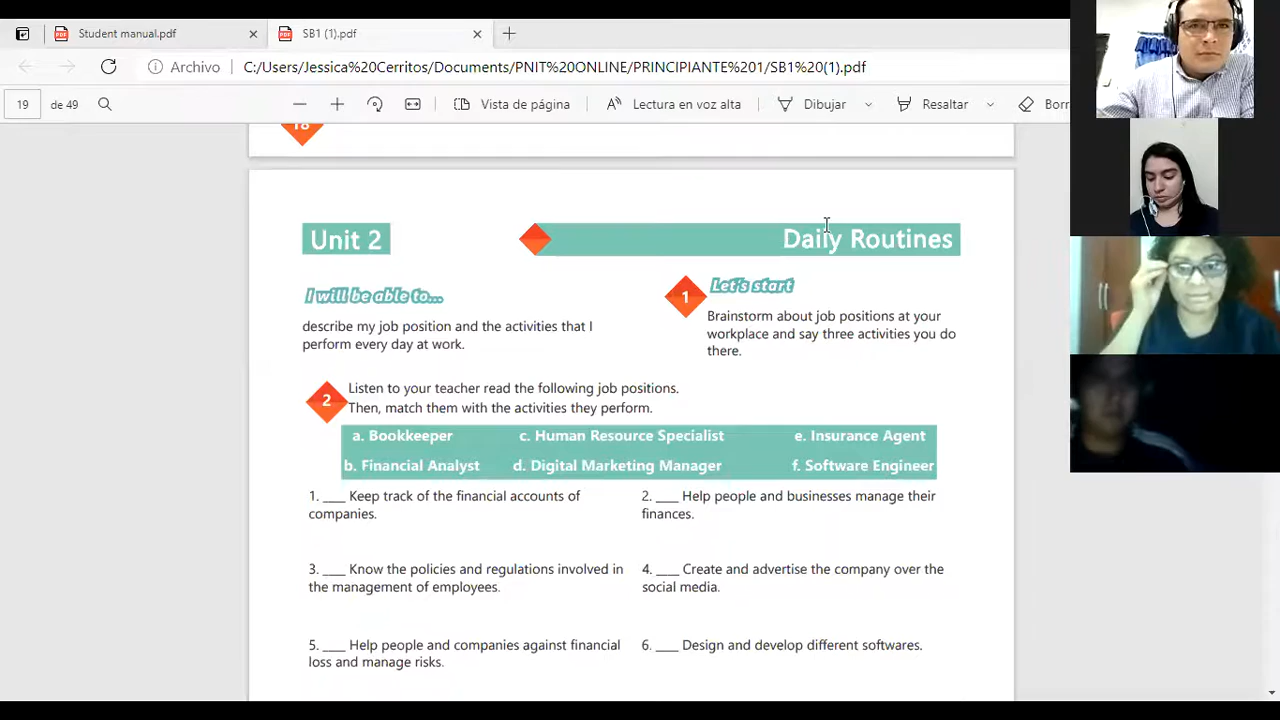 Student manual.pdf
SB1 (1).pdf
Archivo C:/Users/Jessica%20Cerritos/Documents/PNIT%20ONLINE/PRINCIPIANTE%201/SB1%20(1).pdf
19 de 49 Vista de página Lectura en voz alta Dibujar Resaltar Borr
18
Unit 2
Daily Routines
I will be able to...
describe my job position and the activities that I
perform every day at work.
1
Let's start
Brainstorm about job positions at your
workplace and say three activities you do
there.
2
Listen to your teacher read the following job positions.
Then, match them with the activities they perform.
a. Bookkeeper c. Human Resource Specialist e. Insurance Agent
b. Financial Analyst d. Digital Marketing Manager f. Software Engineer
1. ___ Keep track of the financial accounts of
companies.
2. ___ Help people and businesses manage their
finances.
3. ___ Know the policies and regulations involved in
the management of employees.
4. ___ Create and advertise the company over the
social media.
5. ___ Help people and companies against financial
loss and manage risks.
6. ___ Design and develop different softwares.